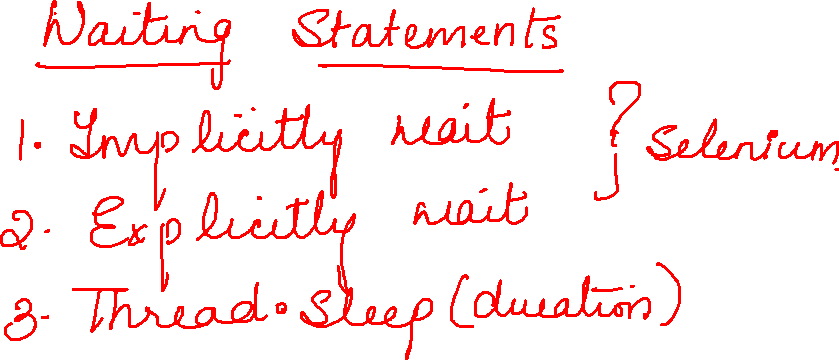 Waiting Statements
1. Implicitly wait
2. Explicitly wait
} Selenium
3. Thread.Sleep(duration)